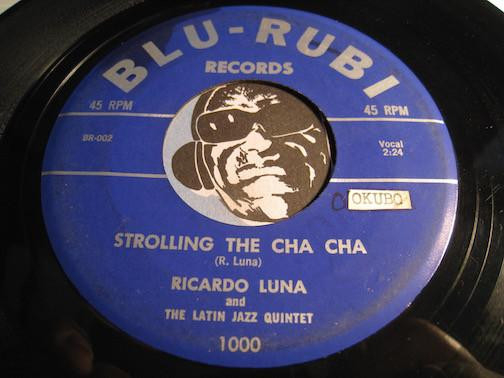 BLU-RUBI
RECORDS
45 RPM
45 RPM
BR-002
Vocal
2:24
OKUBO
STROLLING THE CHA CHA
(R. Luna)
RICARDO LUNA
and
THE LATIN JAZZ QUINTET
1000